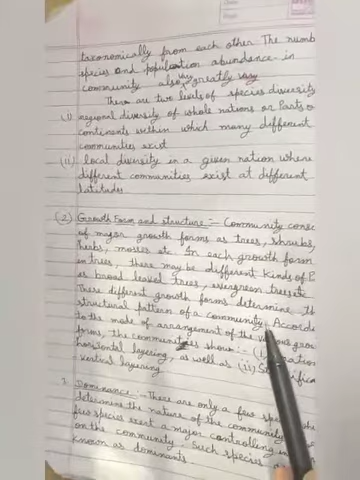 taxonomically from each other. The numb
species and population abundance in
community also vary greatly vary
There are two levels of species diversity
(i) regional diversity of whole nations or Parts o
continents within which many different
communities exist
(ii) local diversity in a given nation where
different communities exist at different
latitudes
(2) Growth Form and structure :- Community cons
of major growth forms as trees, shrubs,
herbs, mosses etc. In each growth form
on trees, there may be different kinds of P
as broad leaved trees, evergreen trees etc
These different growth forms determine th
structural pattern of a community. Accord
to the mode of arrangement of the various grow
forms, the communities show :- (i)
horizontal layering, as well as (ii)
vertical layering
Dominance :- There are only a few spec
determine the nature of the community.
few species exert a major controlling in
on the community. Such species a
known as dominants